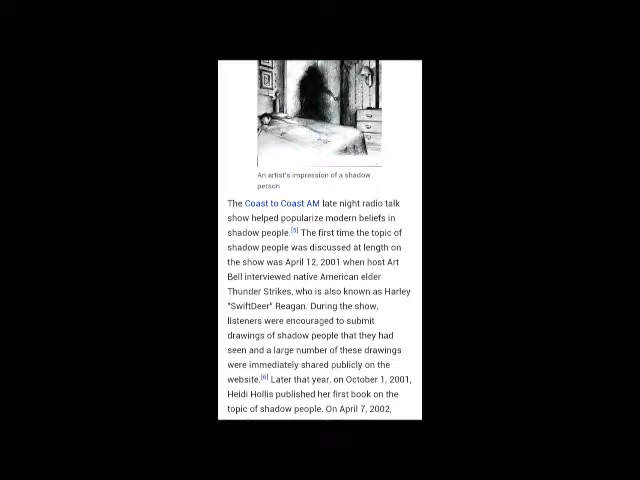 An artist's impression of a shadow
person
The Coast to Coast AM late night radio talk
show helped popularize modern beliefs in
shadow people.[5] The first time the topic of
shadow people was discussed at length on
the show was April 12, 2001 when host Art
Bell interviewed native American elder
Thunder Strikes, who is also known as Harley
"SwiftDeer" Reagan. During the show,
listeners were encouraged to submit
drawings of shadow people that they had
seen and a large number of these drawings
were immediately shared publicly on the
website.[6] Later that year, on October 1, 2001,
Heidi Hollis published her first book on the
topic of shadow people. On April 7, 2002,